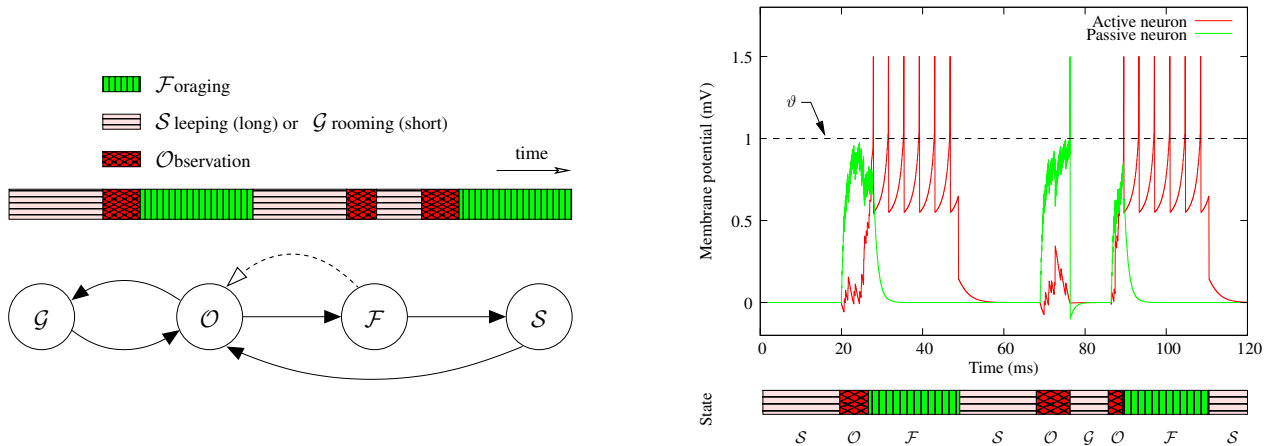 𝓕oraging
𝓢leeping (long) or 𝓖rooming (short)
𝓞bservation
time
𝓖
𝓞
𝓕
𝓢
Active neuron
Passive neuron
ϑ
Membrane potential (mV)
1.5
1
0.5
0
0
20
40
60
80
100
120
Time (ms)
State
𝓢 𝓞 𝓕 𝓢 𝓞 𝓖 𝓞 𝓕 𝓢